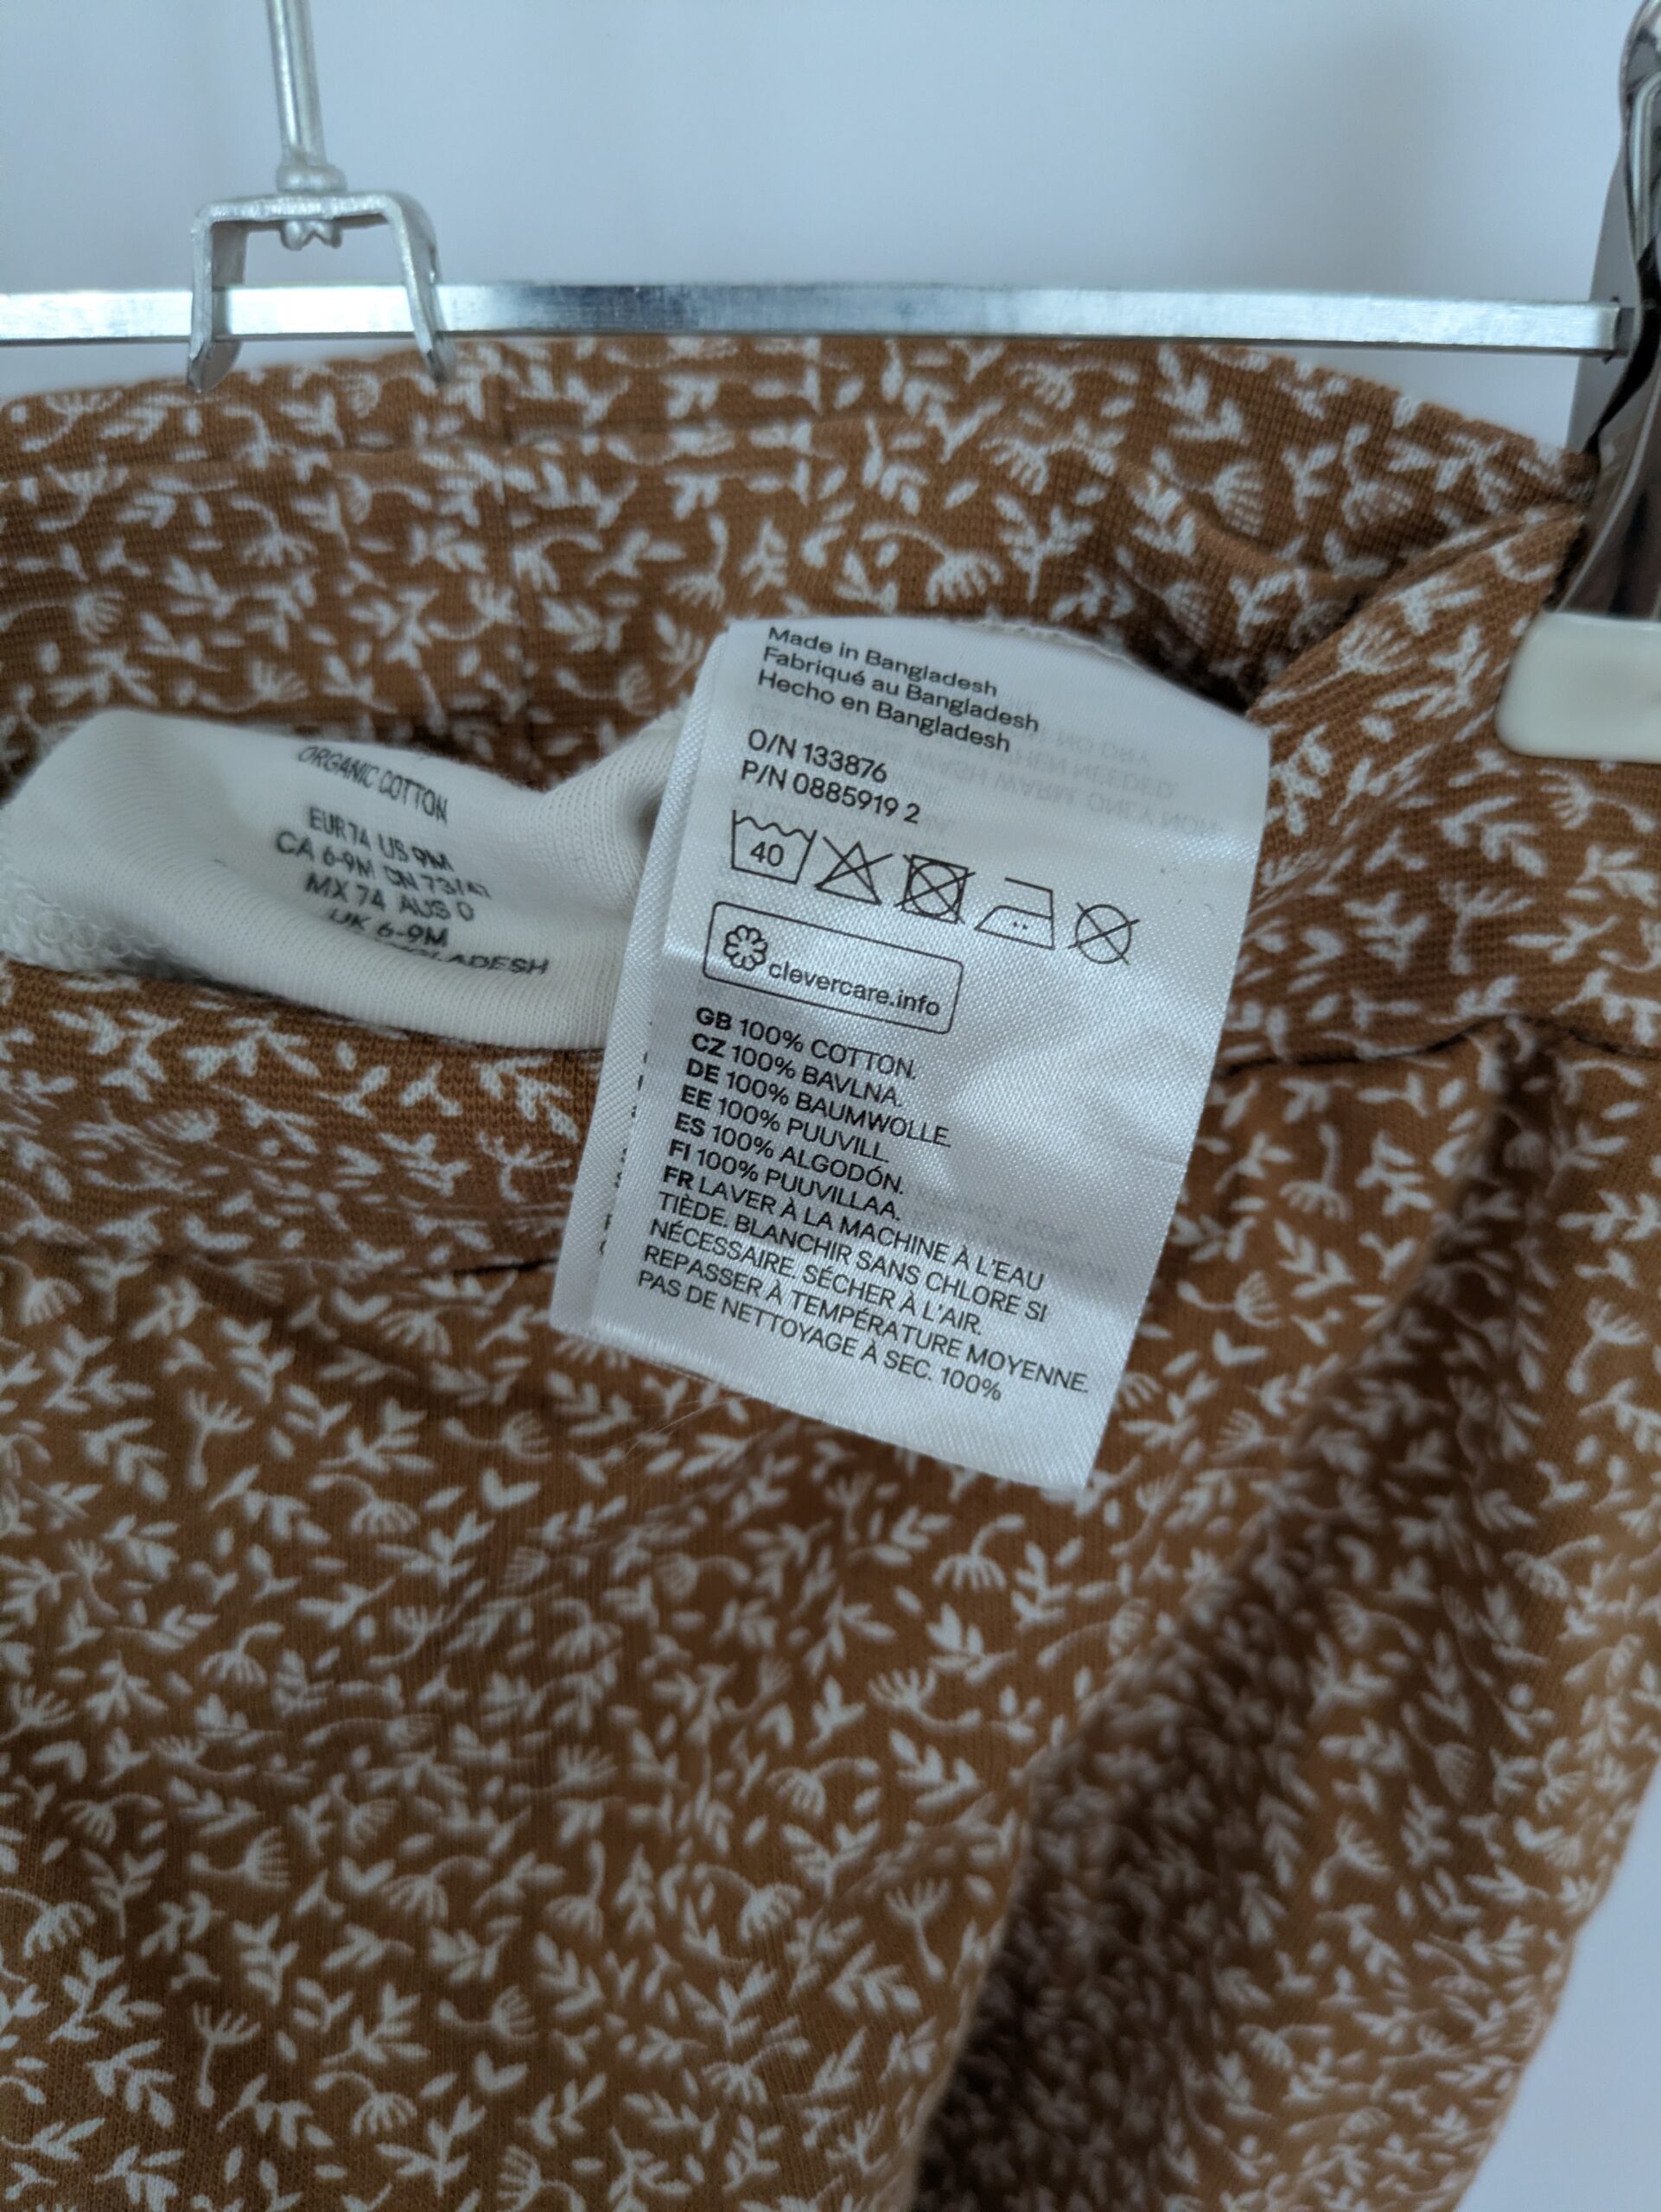 Made in Bangladesh
Fabriqué au Bangladesh
Hecho en Bangladesh
O/N 133876
P/N 0885919 2
40
clevercare.info
GB 100% COTTON.
CZ 100% BAVLNA.
DE 100% BAUMWOLLE.
EE 100% PUUVILL.
ES 100% ALGODÓN.
FI 100% PUUVILLAA.
FR LAVER À LA MACHINE À L'EAU
TIÈDE. BLANCHIR SANS CHLORE SI
NÉCESSAIRE. SÉCHER À L'AIR.
REPASSER À TEMPÉRATURE MOYENNE.
PAS DE NETTOYAGE À SEC. 100%
ORGANIC COTTON
EUR 74 US 9M
CA 6-9M CN 73/
MX 74 AUS 0
UK 6-9M